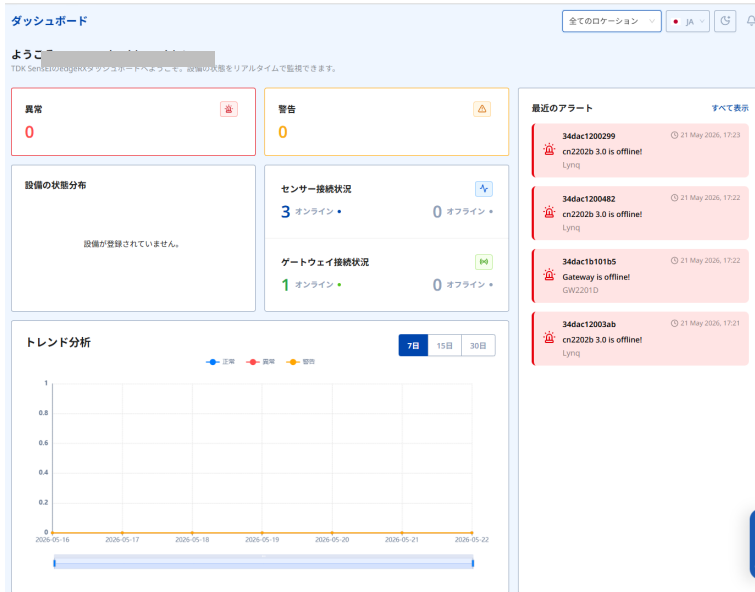 ダッシュボード
全てのロケーション
JA
ようこ
TDK SensEIのedgeRXダッシュボードへようこそ。設備の状態をリアルタイムで監視できます。
異常
0
警告
0
設備の状態分布
設備が登録されていません。
センサー接続状況
3 オンライン
0 オフライン
ゲートウェイ接続状況
1 オンライン
0 オフライン
トレンド分析
7日
15日
30日
正常 異常 警告
1
0.8
0.6
0.4
0.2
0
2026-05-16 2026-05-17 2026-05-18 2026-05-19 2026-05-20 2026-05-21 2026-05-22
最近のアラート
すべて表示
34dac1200299
21 May 2026, 17:23
cn2202b 3.0 is offline!
Lynq
34dac1200482
21 May 2026, 17:22
cn2202b 3.0 is offline!
Lynq
34dac1b101b5
21 May 2026, 17:22
Gateway is offline!
GW2201D
34dac12003ab
21 May 2026, 17:21
cn2202b 3.0 is offline!
Lynq